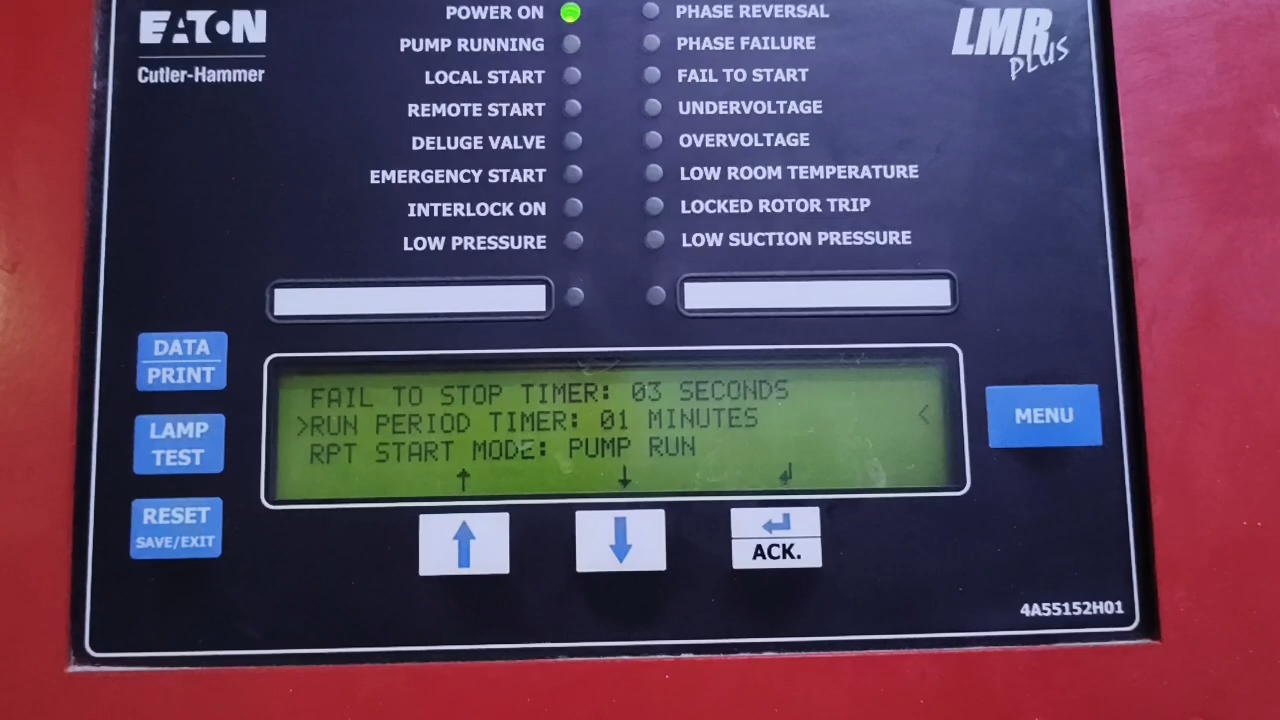 EATON
Cutler-Hammer
LMR
PLUS
POWER ON
PUMP RUNNING
LOCAL START
REMOTE START
DELUGE VALVE
EMERGENCY START
INTERLOCK ON
LOW PRESSURE
PHASE REVERSAL
PHASE FAILURE
FAIL TO START
UNDERVOLTAGE
OVERVOLTAGE
LOW ROOM TEMPERATURE
LOCKED ROTOR TRIP
LOW SUCTION PRESSURE
DATA
PRINT
LAMP
TEST
RESET
SAVE/EXIT
FAIL TO STOP TIMER: 03 SECONDS
>RUN PERIOD TIMER: 01 MINUTES <
RPT START MODE: PUMP RUN
↑ ↓ ↲
MENU
ACK.
4A55152H01